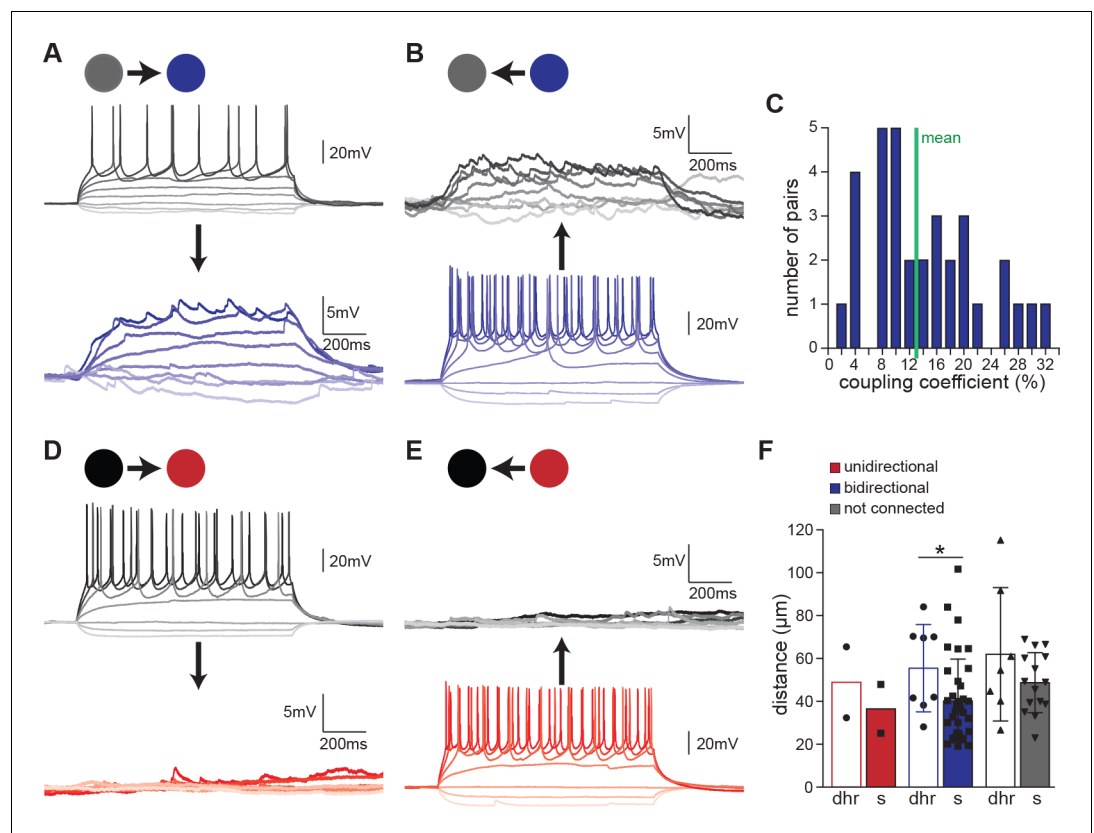 A
20mV
5mV
200ms
B
5mV
200ms
20mV
C
mean
number of pairs
5
4
3
2
1
0
0 4 8 12 16 20 24 28 32
coupling coefficient (%)
D
20mV
5mV
200ms
E
5mV
200ms
20mV
F
unidirectional
bidirectional
not connected
*
distance (µm)
120
100
80
60
40
20
0
dhr s dhr s dhr s